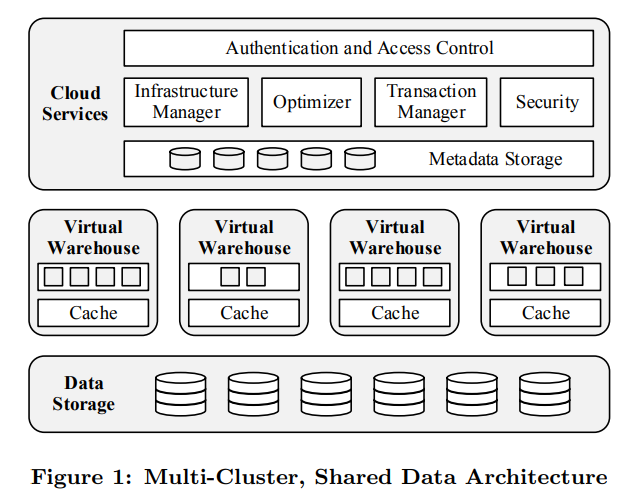 Authentication and Access Control
Cloud
Services
Infrastructure
Manager
Optimizer
Transaction
Manager
Security
Metadata Storage
Virtual
Warehouse
Cache
Virtual
Warehouse
Cache
Virtual
Warehouse
Cache
Virtual
Warehouse
Cache
Data
Storage
Figure 1: Multi-Cluster, Shared Data Architecture